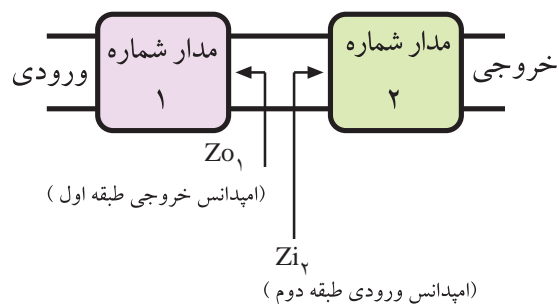 ورودی
مدار شماره
۱
مدار شماره
۲
خروجی
Zo۱
(امپدانس خروجی طبقه اول )
Zi۲
(امپدانس ورودی طبقه دوم )